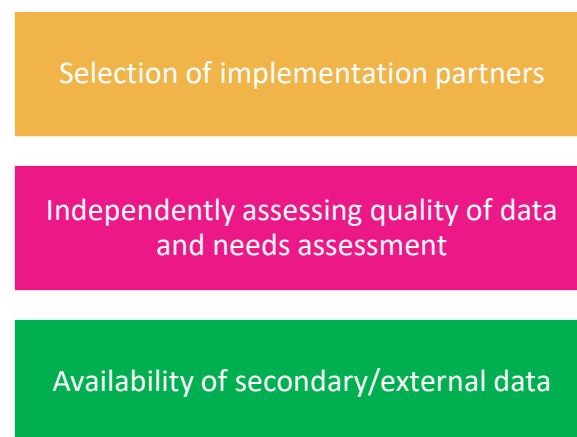 Selection of implementation partners
Independently assessing quality of data
and needs assessment
Availability of secondary/external data